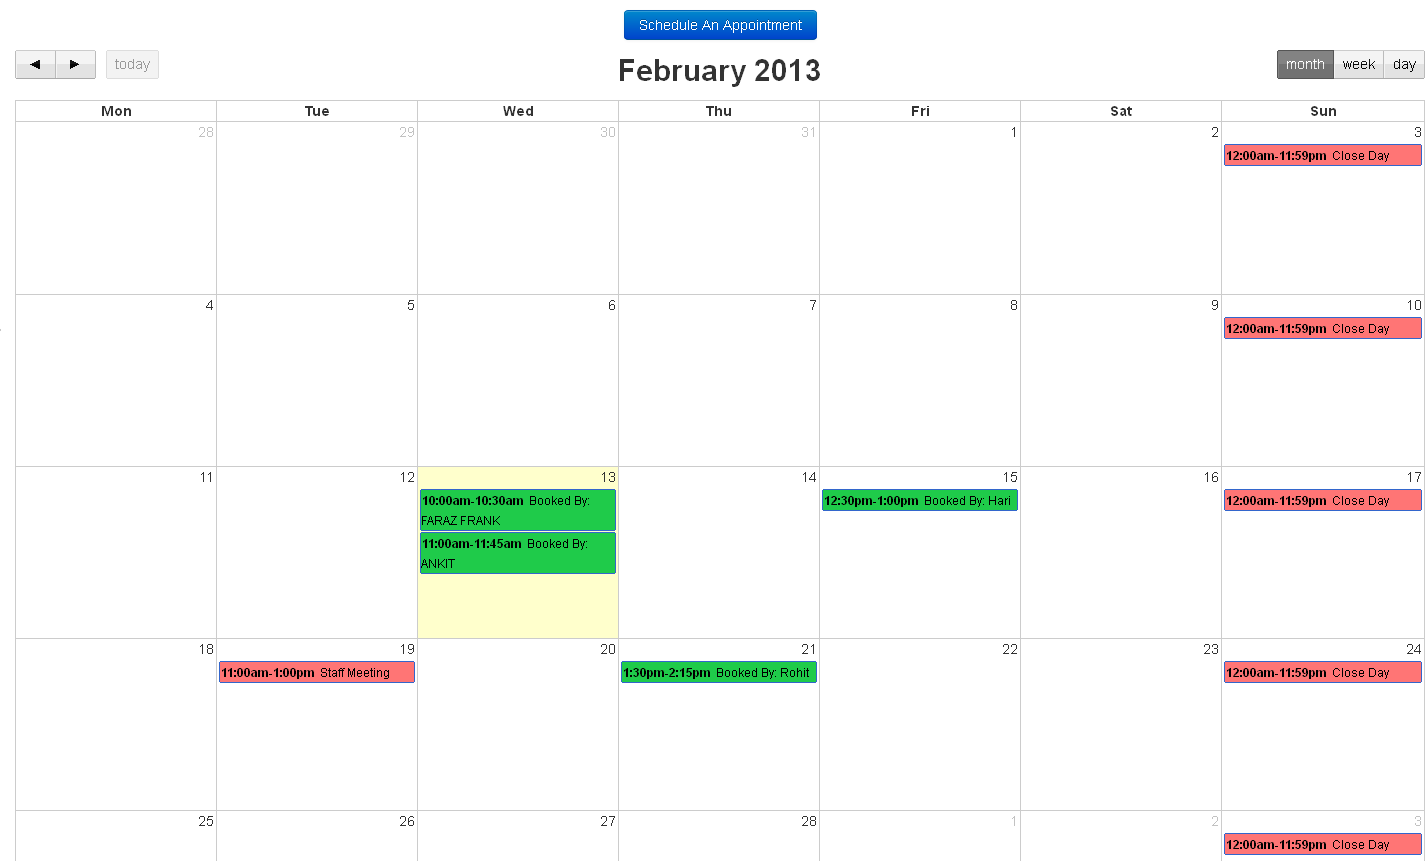 Schedule An Appointment
◄ ► today
February 2013
month week day
Mon Tue Wed Thu Fri Sat Sun
28 29 30 31 1 2 3
12:00am-11:59pm Close Day
4 5 6 7 8 9 10
12:00am-11:59pm Close Day
11 12 13 14 15 16 17
10:00am-10:30am Booked By:
FARAZ FRANK
11:00am-11:45am Booked By:
ANKIT
12:30pm-1:00pm Booked By: Hari
12:00am-11:59pm Close Day
18 19 20 21 22 23 24
11:00am-1:00pm Staff Meeting
1:30pm-2:15pm Booked By: Rohit
12:00am-11:59pm Close Day
25 26 27 28 1 2 3
12:00am-11:59pm Close Day